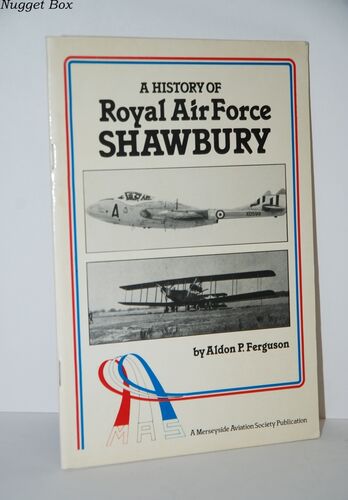 Nugget Box
A HISTORY OF
Royal Air Force
SHAWBURY
A
by Aldon P. Ferguson
MAS
A Merseyside Aviation Society Publication